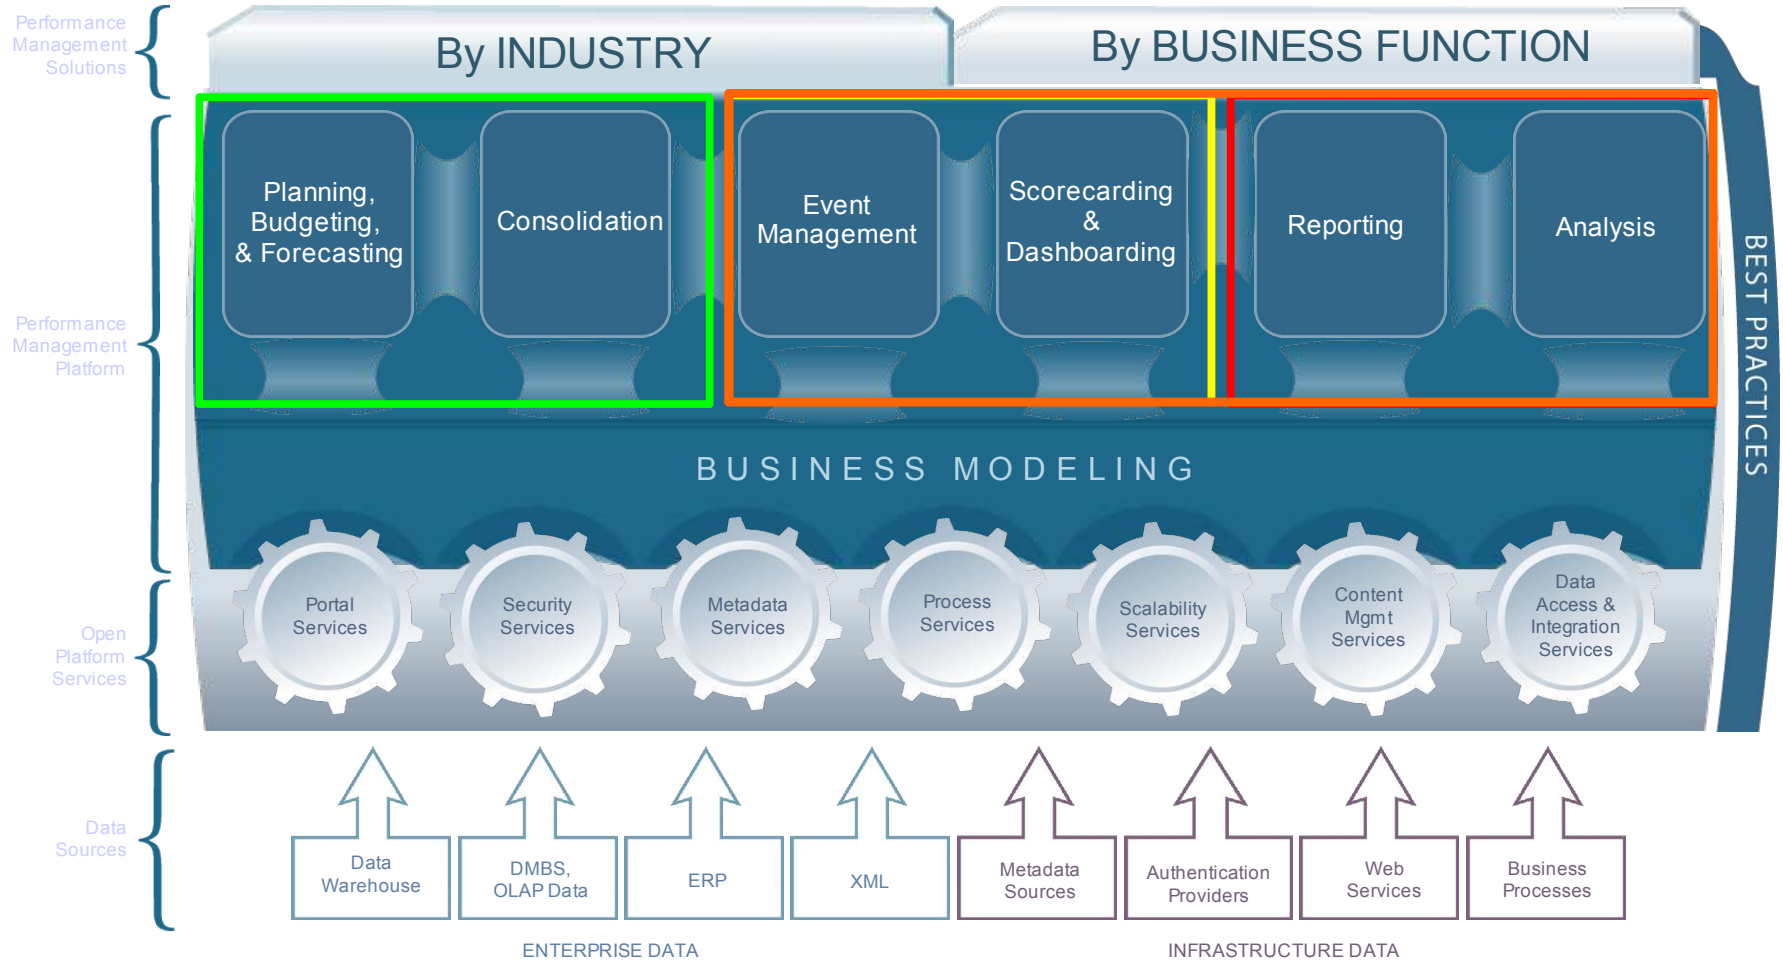 Performance
Management
Solutions
By INDUSTRY
By BUSINESS FUNCTION
Performance
Management
Platform
Planning,
Budgeting,
& Forecasting
Consolidation
Event
Management
Scorecarding
&
Dashboarding
Reporting
Analysis
BEST PRACTICES
BUSINESS MODELING
Open
Platform
Services
Portal
Services
Security
Services
Metadata
Services
Process
Services
Scalability
Services
Content
Mgmt
Services
Data
Access &
Integration
Services
Data
Sources
Data
Warehouse
DMBS,
OLAP Data
ERP
XML
Metadata
Sources
Authentication
Providers
Web
Services
Business
Processes
ENTERPRISE DATA
INFRASTRUCTURE DATA